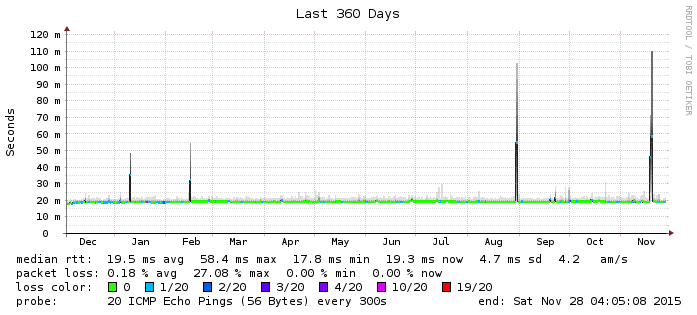 Last 360 Days
RRDTOOL / TOBI OETIKER
Seconds
120 m
110 m
100 m
90 m
80 m
70 m
60 m
50 m
40 m
30 m
20 m
10 m
0
Dec Jan Feb Mar Apr May Jun Jul Aug Sep Oct Nov
median rtt: 19.5 ms avg 58.4 ms max 17.8 ms min 19.3 ms now 4.7 ms sd 4.2 am/s
packet loss: 0.18 % avg 27.08 % max 0.00 % min 0.00 % now
loss color: 0 1/20 2/20 3/20 4/20 10/20 19/20
probe: 20 ICMP Echo Pings (56 Bytes) every 300s end: Sat Nov 28 04:05:08 2015